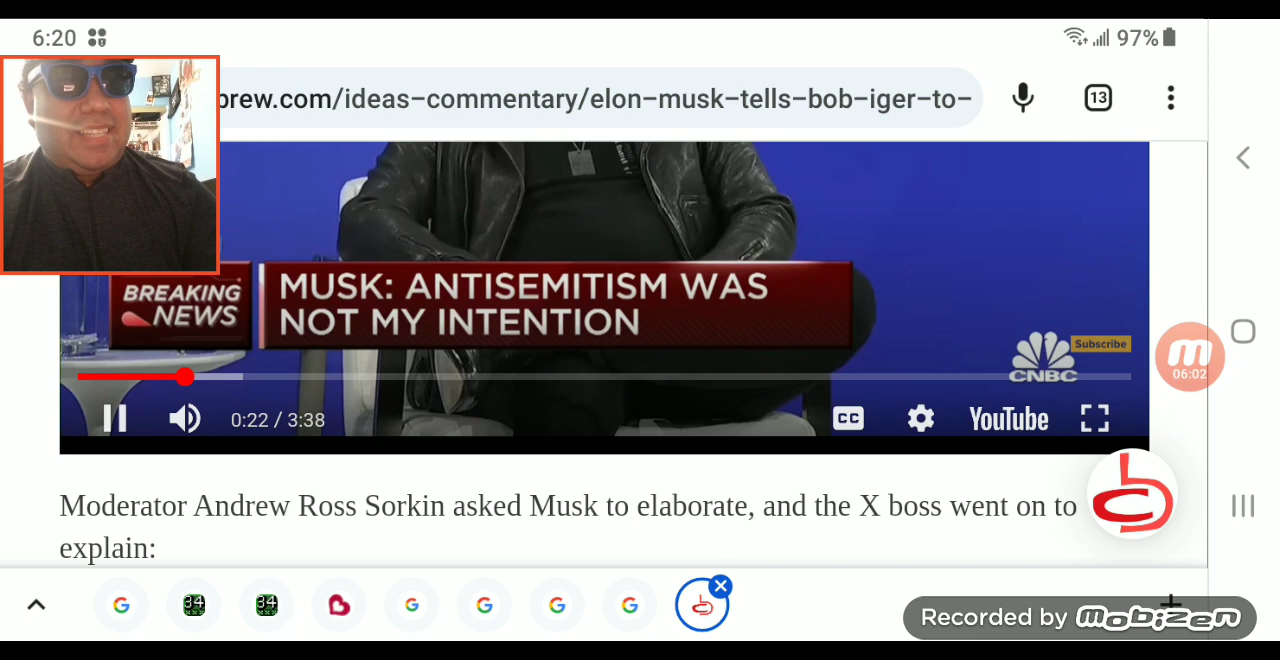 6:20
97%
brew.com/ideas-commentary/elon-musk-tells-bob-iger-to-
13
BREAKING
NEWS
MUSK: ANTISEMITISM WAS
NOT MY INTENTION
Subscribe
CNBC
06:02
0:22 / 3:38
CC
YouTube
Moderator Andrew Ross Sorkin asked Musk to elaborate, and the X boss went on to
explain:
34
34
Recorded by mobizen